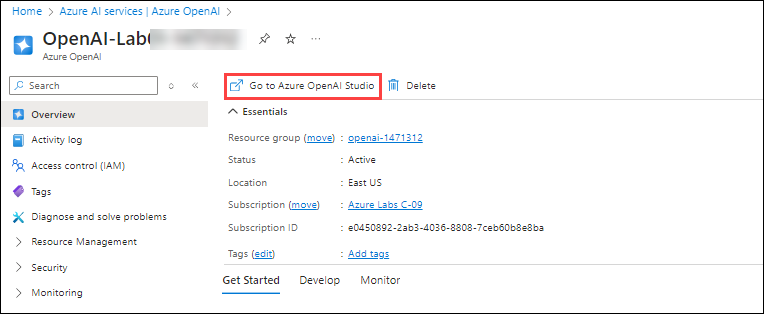 Home > Azure AI services | Azure OpenAI >
OpenAI-Lab
Azure OpenAI
Search
Go to Azure OpenAI Studio Delete
Overview
Activity log
Access control (IAM)
Tags
Diagnose and solve problems
Resource Management
Security
Monitoring
Essentials
Resource group (move) : openai-1471312
Status : Active
Location : East US
Subscription (move) : Azure Labs C-09
Subscription ID : e0450892-2ab3-4036-8808-7ceb60b8e8ba
Tags (edit) : Add tags
Get Started Develop Monitor